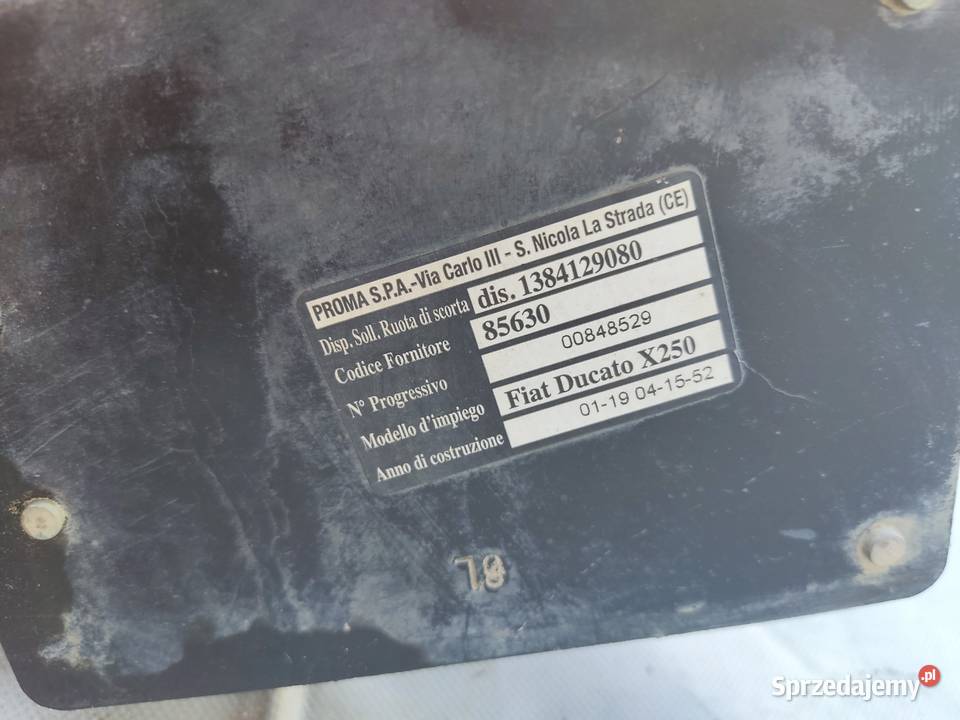 PROMA S.P.A.-Via Carlo III - S. Nicola La Strada (CE)
Disp. Soll. Ruota di scorta dis. 1384129080
Codice Fornitore 85630
N° Progressivo 00848529
Modello d'impiego Fiat Ducato X250
Anno di costruzione 01-19 04-15-52
Sprzedajemy.pl